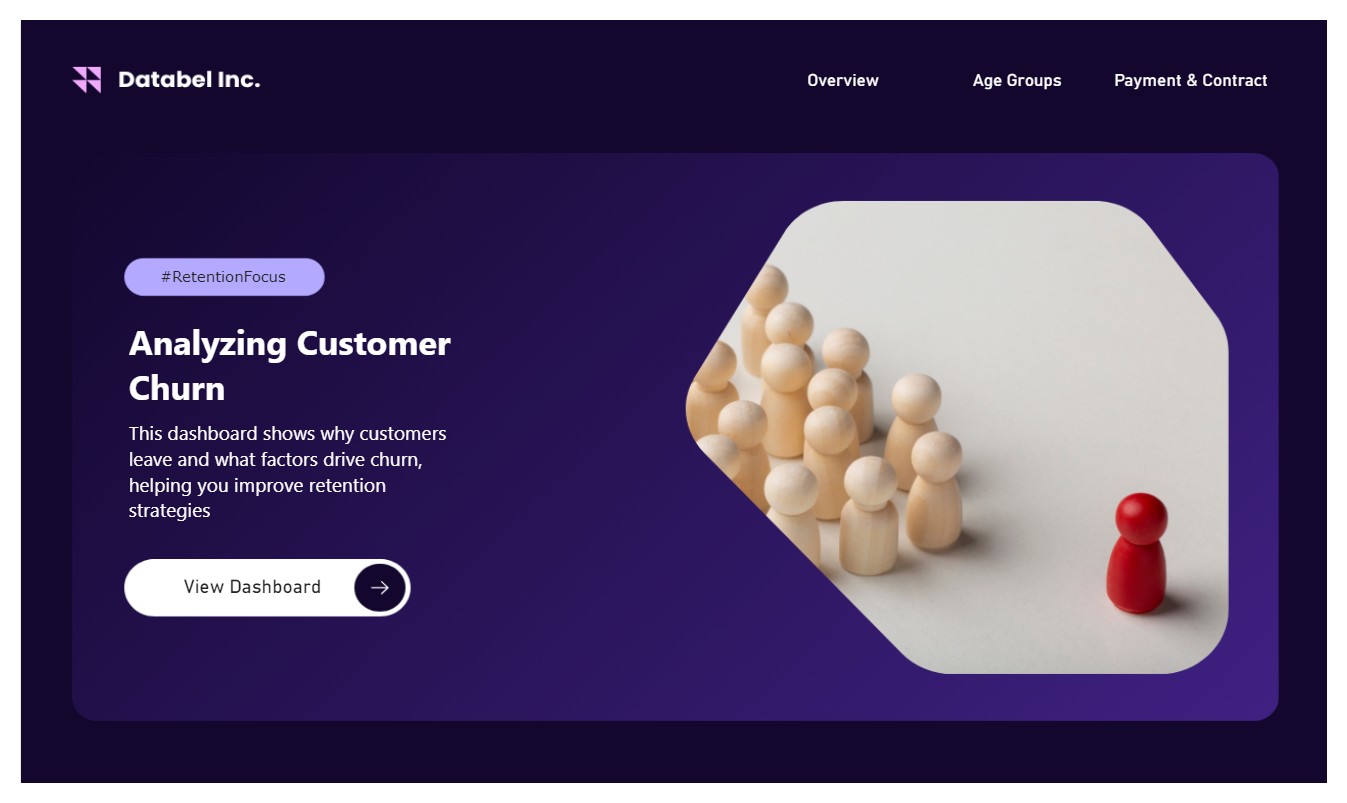 Databel Inc.
Overview
Age Groups
Payment & Contract
#RetentionFocus
Analyzing Customer
Churn
This dashboard shows why customers
leave and what factors drive churn,
helping you improve retention
strategies
View Dashboard